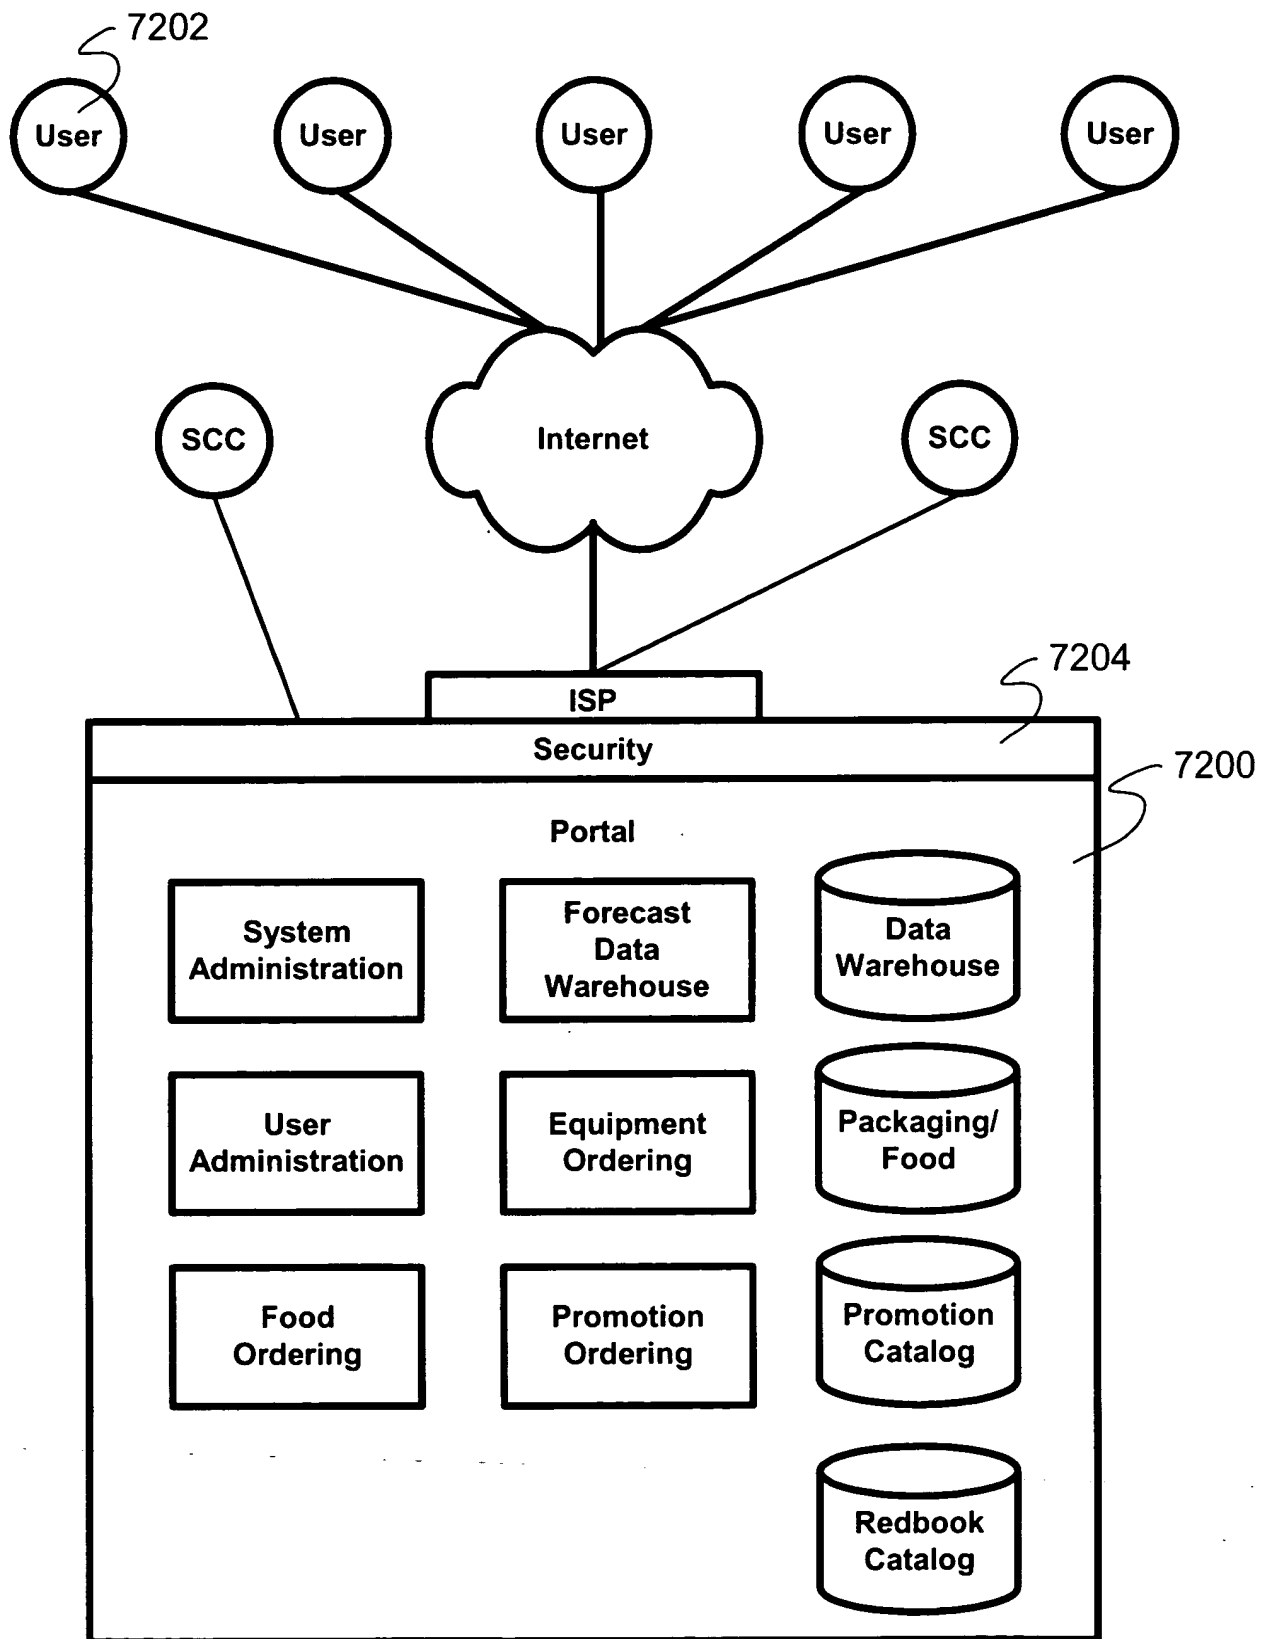 7202
User
User
User
User
User
SCC
Internet
SCC
7204
ISP
Security
7200
Portal
System
Administration
Forecast
Data
Warehouse
Data
Warehouse
User
Administration
Equipment
Ordering
Packaging/
Food
Food
Ordering
Promotion
Ordering
Promotion
Catalog
Redbook
Catalog